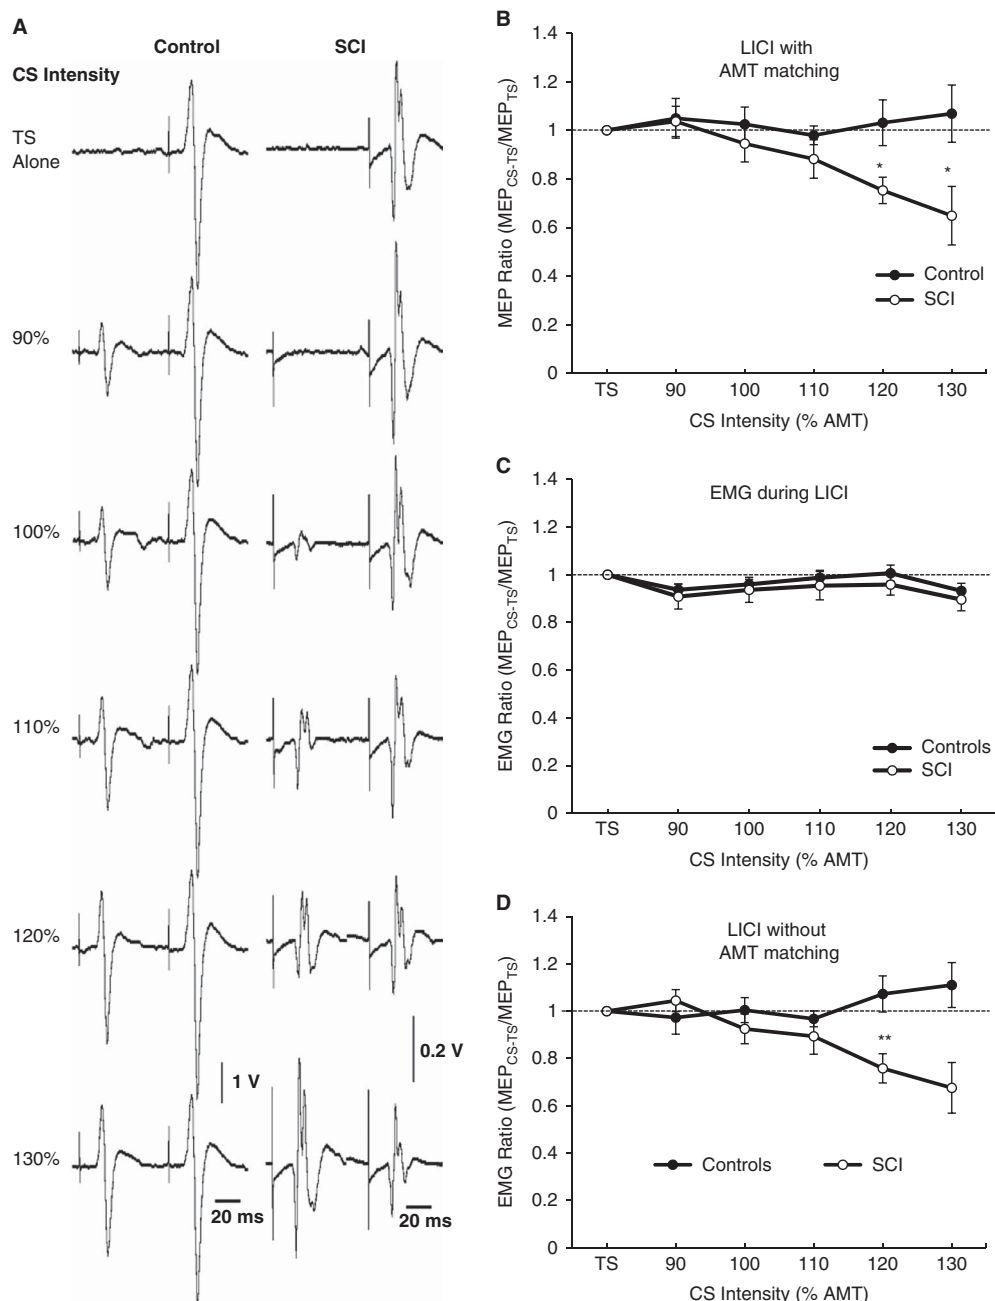 A
Control SCI
CS Intensity
TS
Alone
90%
100%
110%
120%
130%
0.2 V
1 V
20 ms
20 ms
B
LICI with
AMT matching
MEP Ratio (MEPCS-TS/MEPTS)
1.4
1.2
1
0.8
0.6
0.4
0.2
0
*
*
Control
SCI
TS 90 100 110 120 130
CS Intensity (% AMT)
C
EMG during LICI
EMG Ratio (MEPCS-TS/MEPTS)
1.4
1.2
1
0.8
0.6
0.4
0.2
0
Controls
SCI
TS 90 100 110 120 130
CS Intensity (% AMT)
D
LICI without
AMT matching
EMG Ratio (MEPCS-TS/MEPTS)
1.4
1.2
1
0.8
0.6
0.4
0.2
0
**
Controls SCI
TS 90 100 110 120 130
CS Intensity (% AMT)